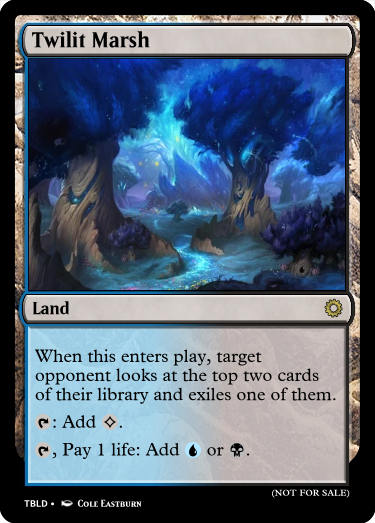 Twilit Marsh
Land
When this enters play, target
opponent looks at the top two cards
of their library and exiles one of them.
: Add .
, Pay 1 life: Add or .
(NOT FOR SALE)
TBLD • Cole Eastburn